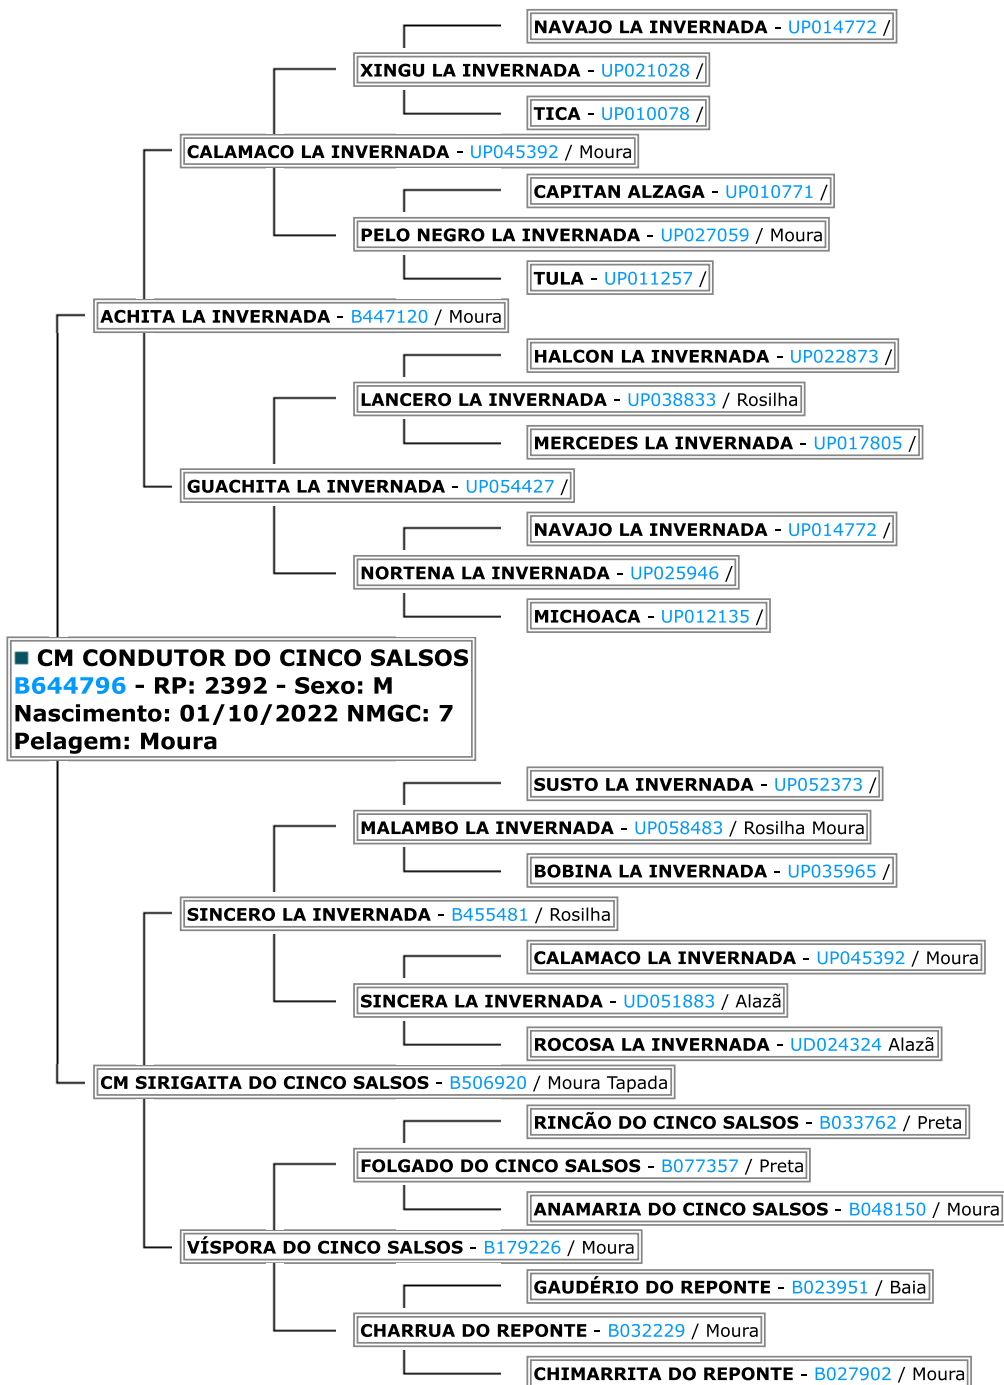 NAVAJO LA INVERNADA - UP014772 /
XINGU LA INVERNADA - UP021028 /
TICA - UP010078 /
CALAMACO LA INVERNADA - UP045392 / Moura
CAPITAN ALZAGA - UP010771 /
PELO NEGRO LA INVERNADA - UP027059 / Moura
TULA - UP011257 /
ACHITA LA INVERNADA - B447120 / Moura
HALCON LA INVERNADA - UP022873 /
LANCERO LA INVERNADA - UP038833 / Rosilha
MERCEDES LA INVERNADA - UP017805 /
GUACHITA LA INVERNADA - UP054427 /
NAVAJO LA INVERNADA - UP014772 /
NORTENA LA INVERNADA - UP025946 /
MICHOACA - UP012135 /
CM CONDUTOR DO CINCO SALSOS
B644796 - RP: 2392 - Sexo: M
Nascimento: 01/10/2022 NMGC: 7
Pelagem: Moura
SUSTO LA INVERNADA - UP052373 /
MALAMBO LA INVERNADA - UP058483 / Rosilha Moura
BOBINA LA INVERNADA - UP035965 /
SINCERO LA INVERNADA - B455481 / Rosilha
CALAMACO LA INVERNADA - UP045392 / Moura
SINCERA LA INVERNADA - UD051883 / Alazã
ROCOSA LA INVERNADA - UD024324 Alazã
CM SIRIGAITA DO CINCO SALSOS - B506920 / Moura Tapada
RINCÃO DO CINCO SALSOS - B033762 / Preta
FOLGADO DO CINCO SALSOS - B077357 / Preta
ANAMARIA DO CINCO SALSOS - B048150 / Moura
VÍSPORA DO CINCO SALSOS - B179226 / Moura
GAUDÉRIO DO REPONTE - B023951 / Baia
CHARRUA DO REPONTE - B032229 / Moura
CHIMARRITA DO REPONTE - B027902 / Moura